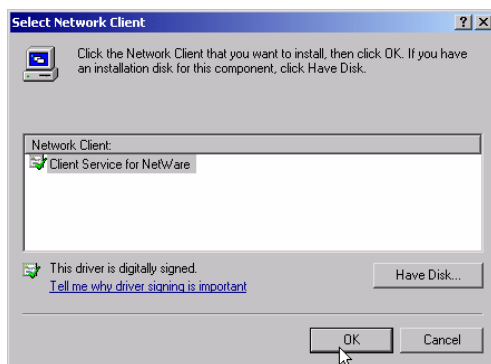 Select Network Client
Click the Network Client that you want to install, then click OK. If you have
an installation disk for this component, click Have Disk.
Network Client:
Client Service for NetWare
This driver is digitally signed.
Tell me why driver signing is important
Have Disk...
OK
Cancel